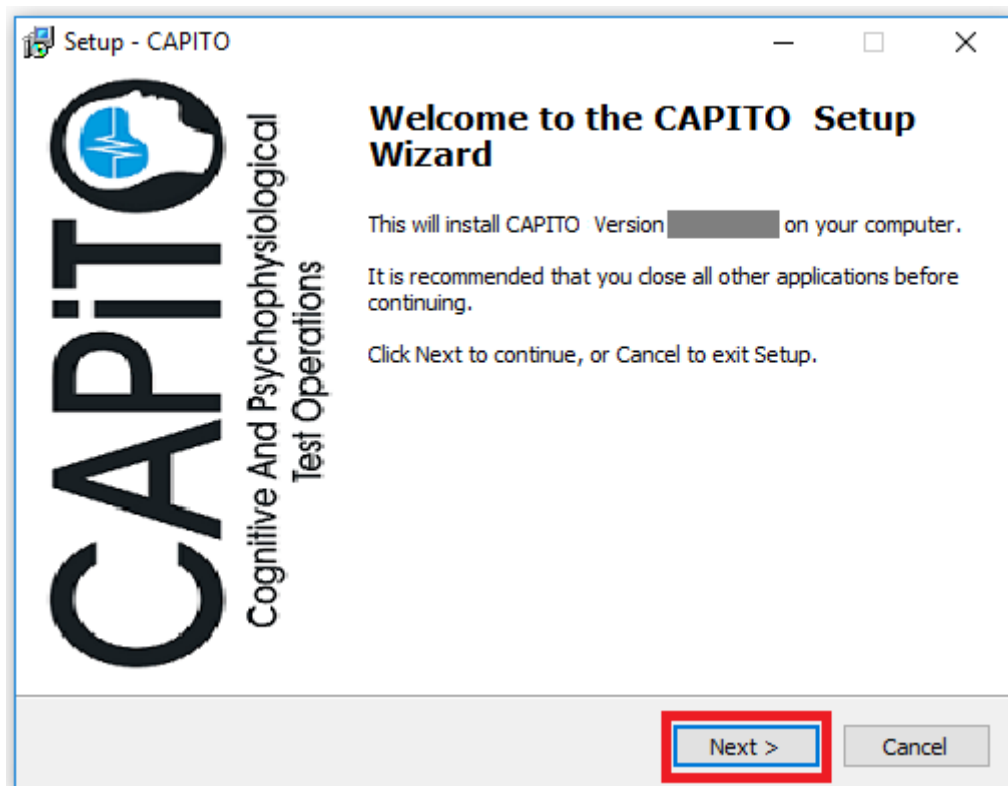 Setup - CAPITO
CAPiTO
Cognitive And Psychophysiological
Test Operations
Welcome to the CAPITO  Setup
Wizard
This will install CAPITO  Version on your computer.
It is recommended that you close all other applications before
continuing.
Click Next to continue, or Cancel to exit Setup.
Next >
Cancel